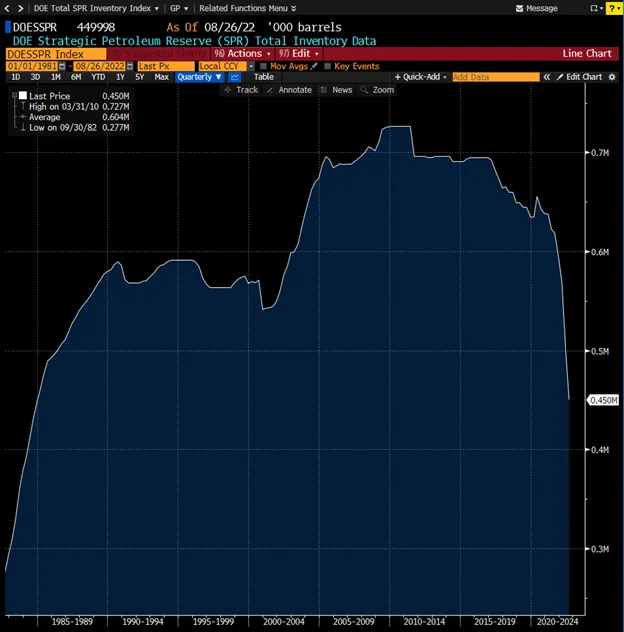 DOE Total SPR Inventory Index GP Related Functions Menu Message ?
DOESSPR 449998 As Of 08/26/22 '000 barrels
DOE Strategic Petroleum Reserve (SPR) Total Inventory Data
DOESSPR Index 96) Actions 97) Edit Line Chart
01/01/1981 - 08/26/2022 Last Px Local CCY Mov Avgs Key Events
1D 3D 1M 6M YTD 1Y 5Y Max Quarterly ▼ Table + Quick-Add Add Data « Edit Chart
Track Annotate News Zoom
Last Price 0.450M
High on 03/31/10 0.727M
Average 0.604M
Low on 09/30/82 0.277M
0.7M
0.6M
0.5M
0.450M
0.4M
0.3M
1985-1989 1990-1994 1995-1999 2000-2004 2005-2009 2010-2014 2015-2019 2020-2024